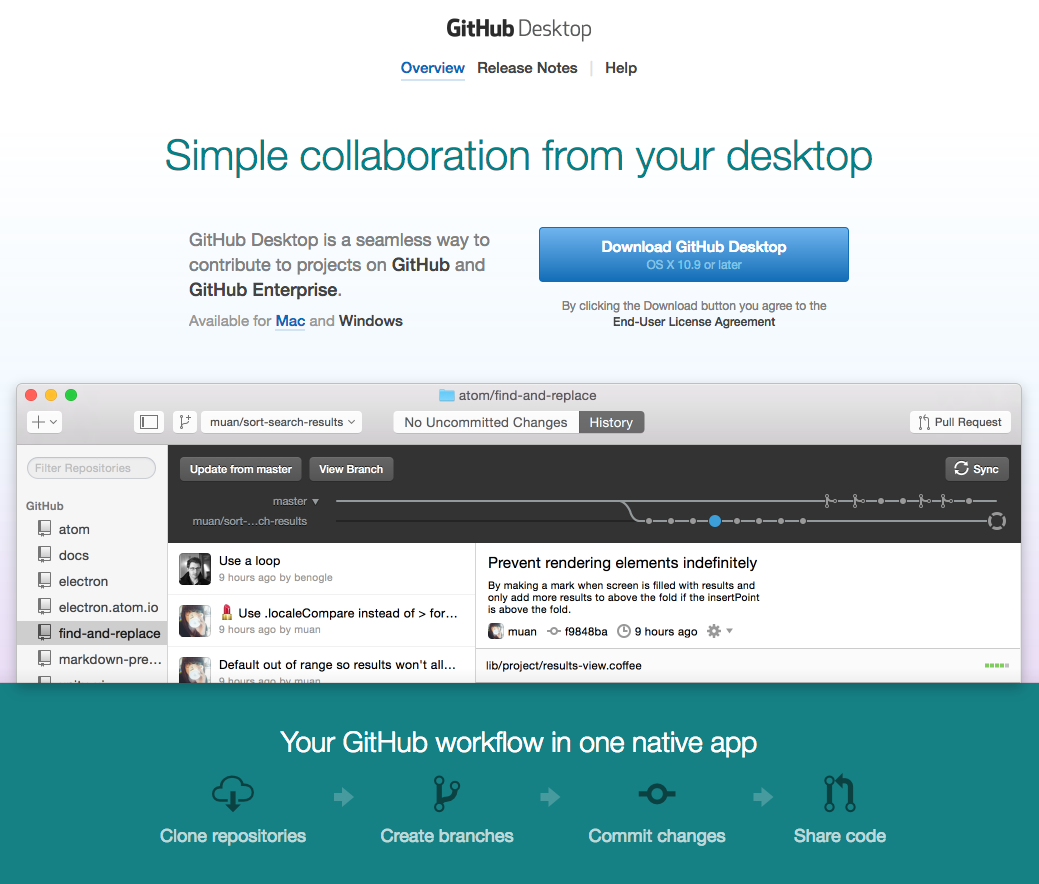 GitHub Desktop
Overview Release Notes | Help
Simple collaboration from your desktop
GitHub Desktop is a seamless way to
contribute to projects on GitHub and
GitHub Enterprise.
Available for Mac and Windows
Download GitHub Desktop
OS X 10.9 or later
By clicking the Download button you agree to the
End-User License Agreement
atom/find-and-replace
muan/sort-search-results
No Uncommitted Changes
History
Pull Request
Filter Repositories
GitHub
atom
docs
electron
electron.atom.io
find-and-replace
markdown-pre...
Update from master
View Branch
Sync
master
muan/sort-...ch-results
Use a loop
9 hours ago by benogle
💄 Use .localeCompare instead of > for...
9 hours ago by muan
Default out of range so results won't all...
9 hours ago by muan
Prevent rendering elements indefinitely
By making a mark when screen is filled with results and
only add more results to above the fold if the insertPoint
is above the fold.
muan f9848ba 9 hours ago
lib/project/results-view.coffee
Your GitHub workflow in one native app
Clone repositories
Create branches
Commit changes
Share code